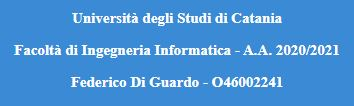 Università degli Studi di Catania
Facoltà di Ingegneria Informatica - A.A. 2020/2021
Federico Di Guardo - O46002241